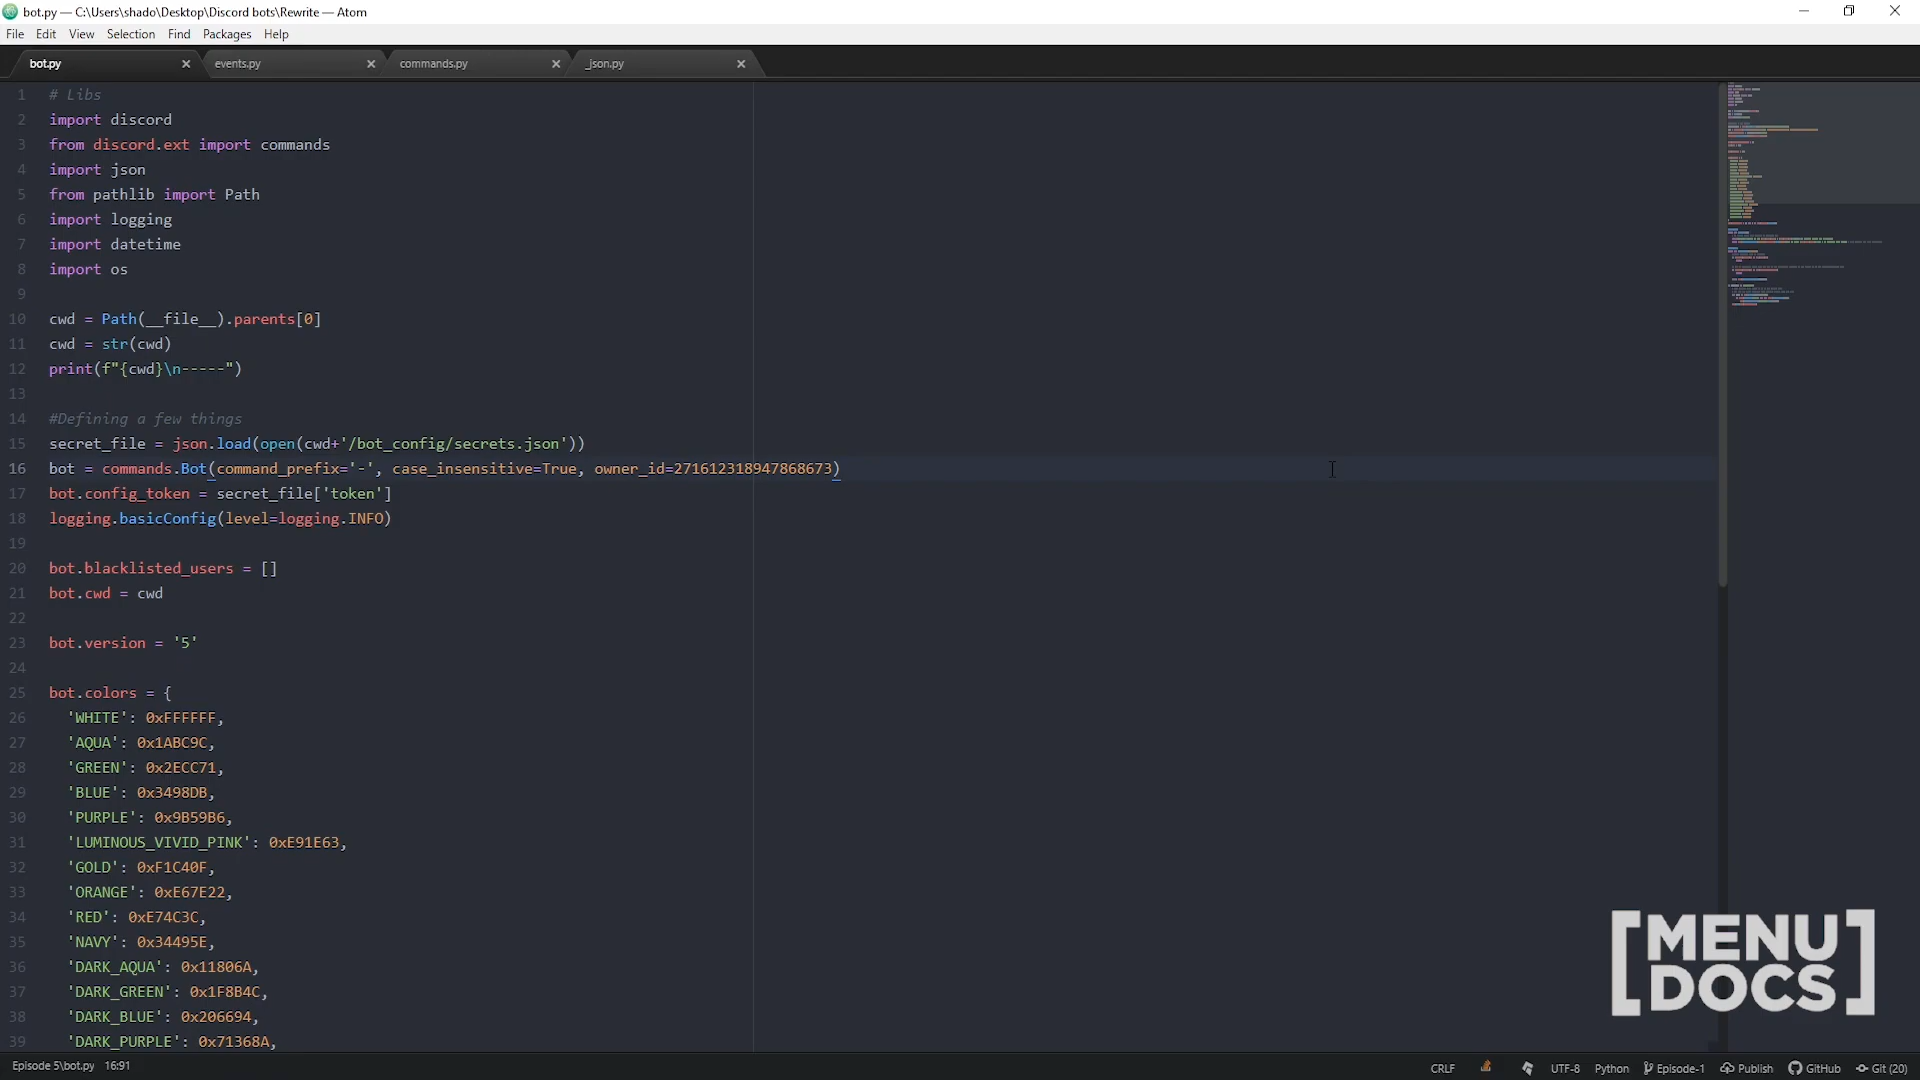 bot.py — C:\Users\shado\Desktop\Discord bots\Rewrite — Atom
File Edit View Selection Find Packages Help
bot.py events.py commands.py _json.py
1 # Libs
2 import discord
3 from discord.ext import commands
4 import json
5 from pathlib import Path
6 import logging
7 import datetime
8 import os
9
10 cwd = Path(__file__).parents[0]
11 cwd = str(cwd)
12 print(f"{cwd}\n-----")
13
14 #Defining a few things
15 secret_file = json.load(open(cwd+'/bot_config/secrets.json'))
16 bot = commands.Bot(command_prefix='-', case_insensitive=True, owner_id=271612318947868673)
17 bot.config_token = secret_file['token']
18 logging.basicConfig(level=logging.INFO)
19
20 bot.blacklisted_users = []
21 bot.cwd = cwd
22
23 bot.version = '5'
24
25 bot.colors = {
26 'WHITE': 0xFFFFFF,
27 'AQUA': 0x1ABC9C,
28 'GREEN': 0x2ECC71,
29 'BLUE': 0x3498DB,
30 'PURPLE': 0x9B59B6,
31 'LUMINOUS_VIVID_PINK': 0xE91E63,
32 'GOLD': 0xF1C40F,
33 'ORANGE': 0xE67E22,
34 'RED': 0xE74C3C,
35 'NAVY': 0x34495E,
36 'DARK_AQUA': 0x11806A,
37 'DARK_GREEN': 0x1F8B4C,
38 'DARK_BLUE': 0x206694,
39 'DARK_PURPLE': 0x71368A,
[MENU
DOCS]
Episode 5\bot.py 16:91 CRLF UTF-8 Python Episode-1 Publish GitHub Git (20)